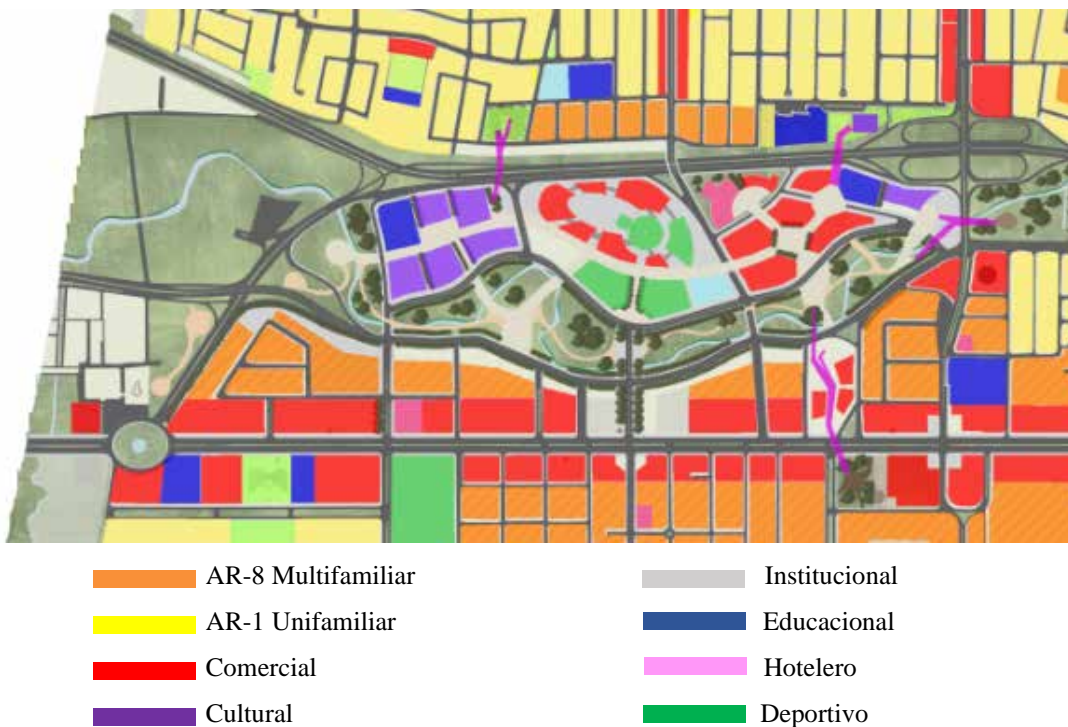 AR-8 Multifamiliar
AR-1 Unifamiliar
Comercial
Cultural
Institucional
Educacional
Hotelero
Deportivo